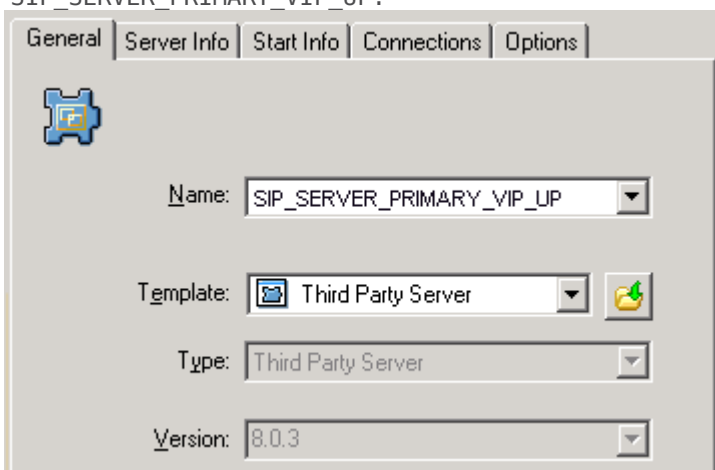 SIP_SERVER_PRIMARY_VIP_UP.
General Server Info Start Info Connections Options
Name: SIP_SERVER_PRIMARY_VIP_UP
Template: Third Party Server
Type: Third Party Server
Version: 8.0.3